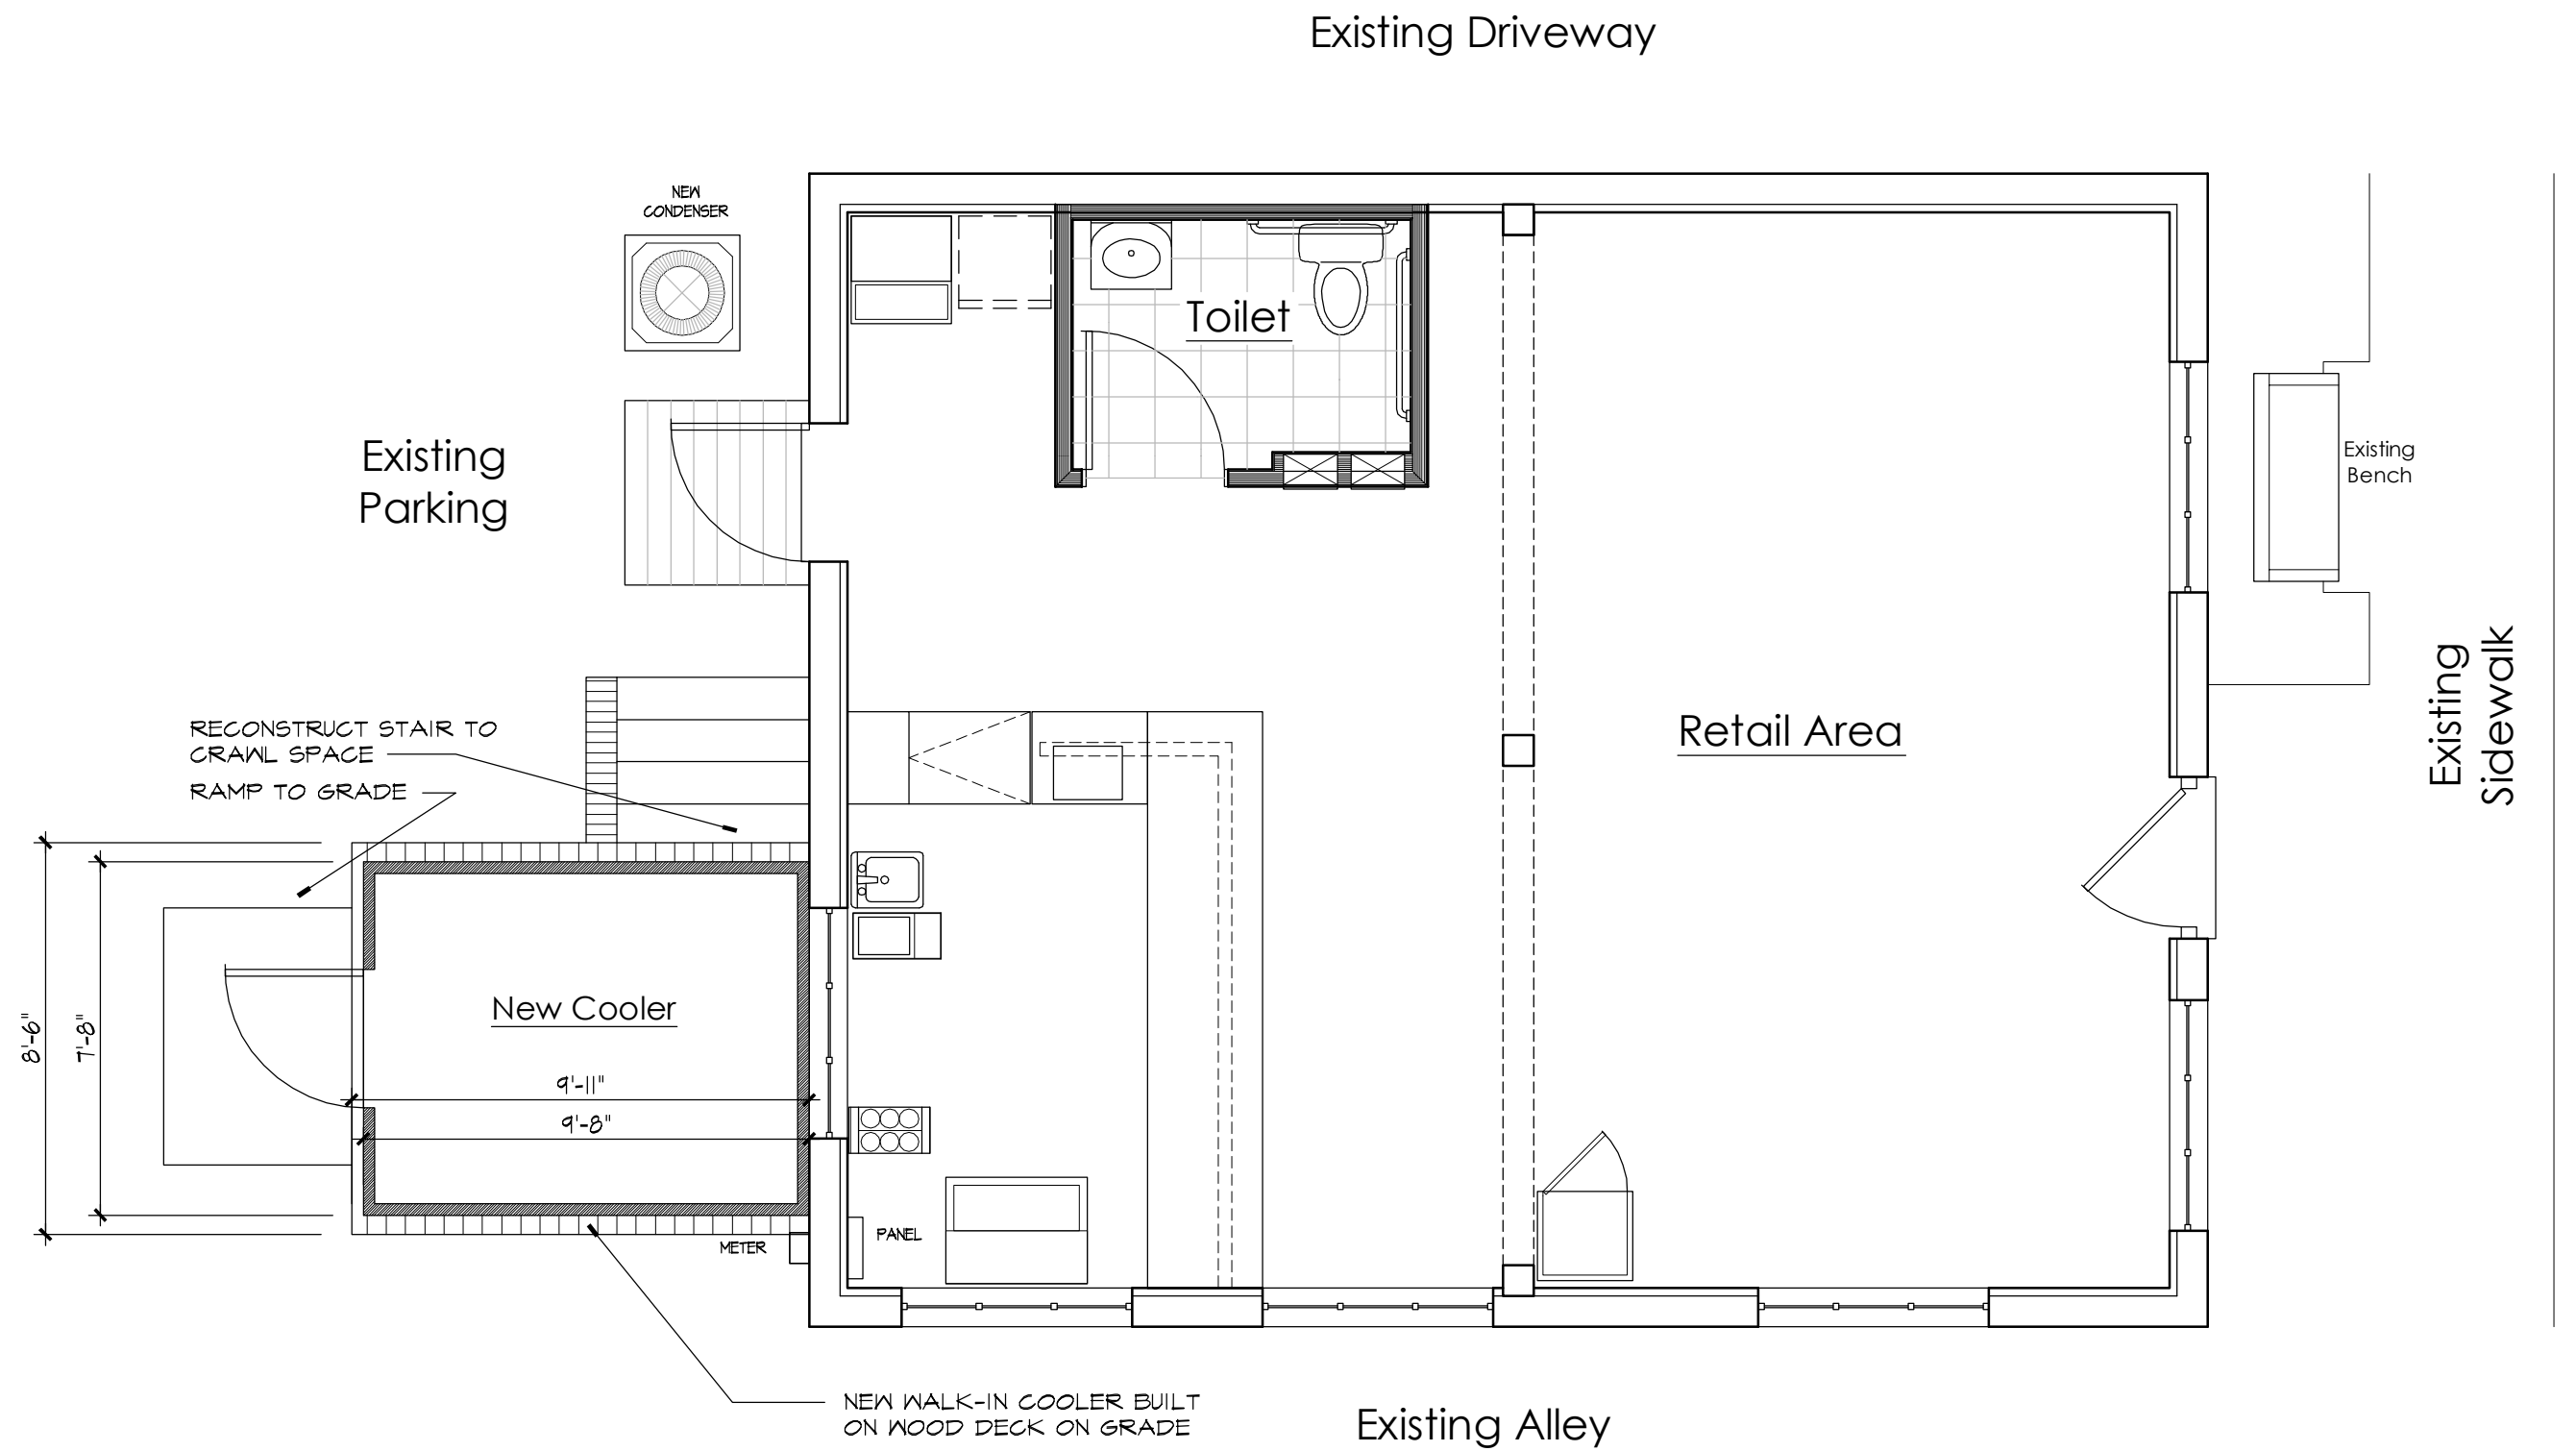 Existing Driveway
NEW
CONDENSER
Toilet
Existing
Parking
Existing
Bench
Existing
Sidewalk
RECONSTRUCT STAIR TO
CRAWL SPACE
RAMP TO GRADE
Retail Area
8'-6"
7'-8"
New Cooler
9'-11"
9'-8"
METER
PANEL
NEW WALK-IN COOLER BUILT
ON WOOD DECK ON GRADE
Existing Alley